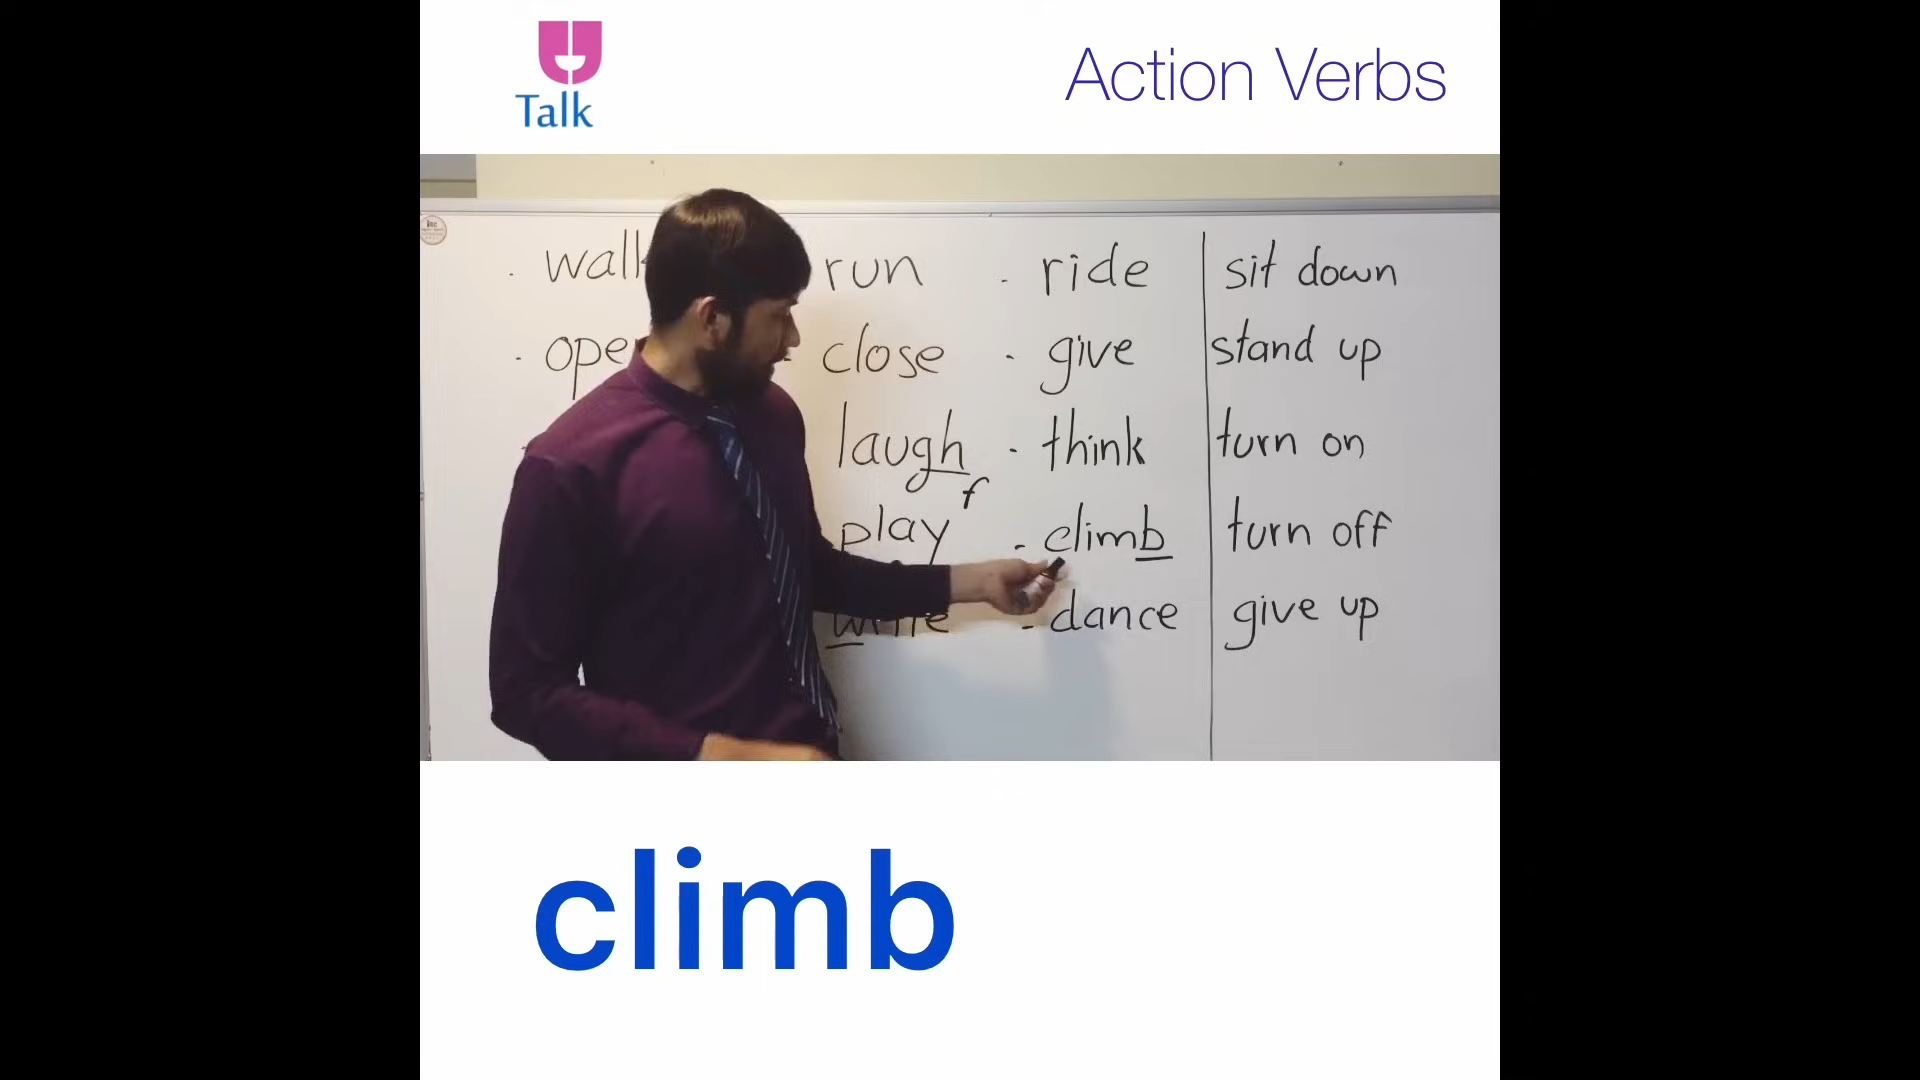 Talk
Action Verbs
run
ride
sit down
close
give
stand up
laugh
think
turn on
f
play
climb
turn off
write
dance
give up
climb